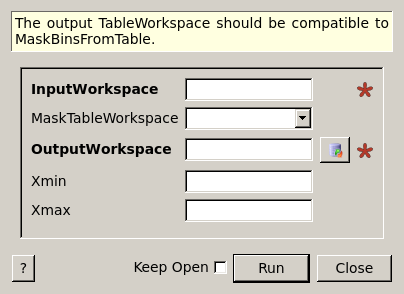 The output TableWorkspace should be compatible to
MaskBinsFromTable.
InputWorkspace *
MaskTableWorkspace
OutputWorkspace *
Xmin
Xmax
? Keep Open Run Close